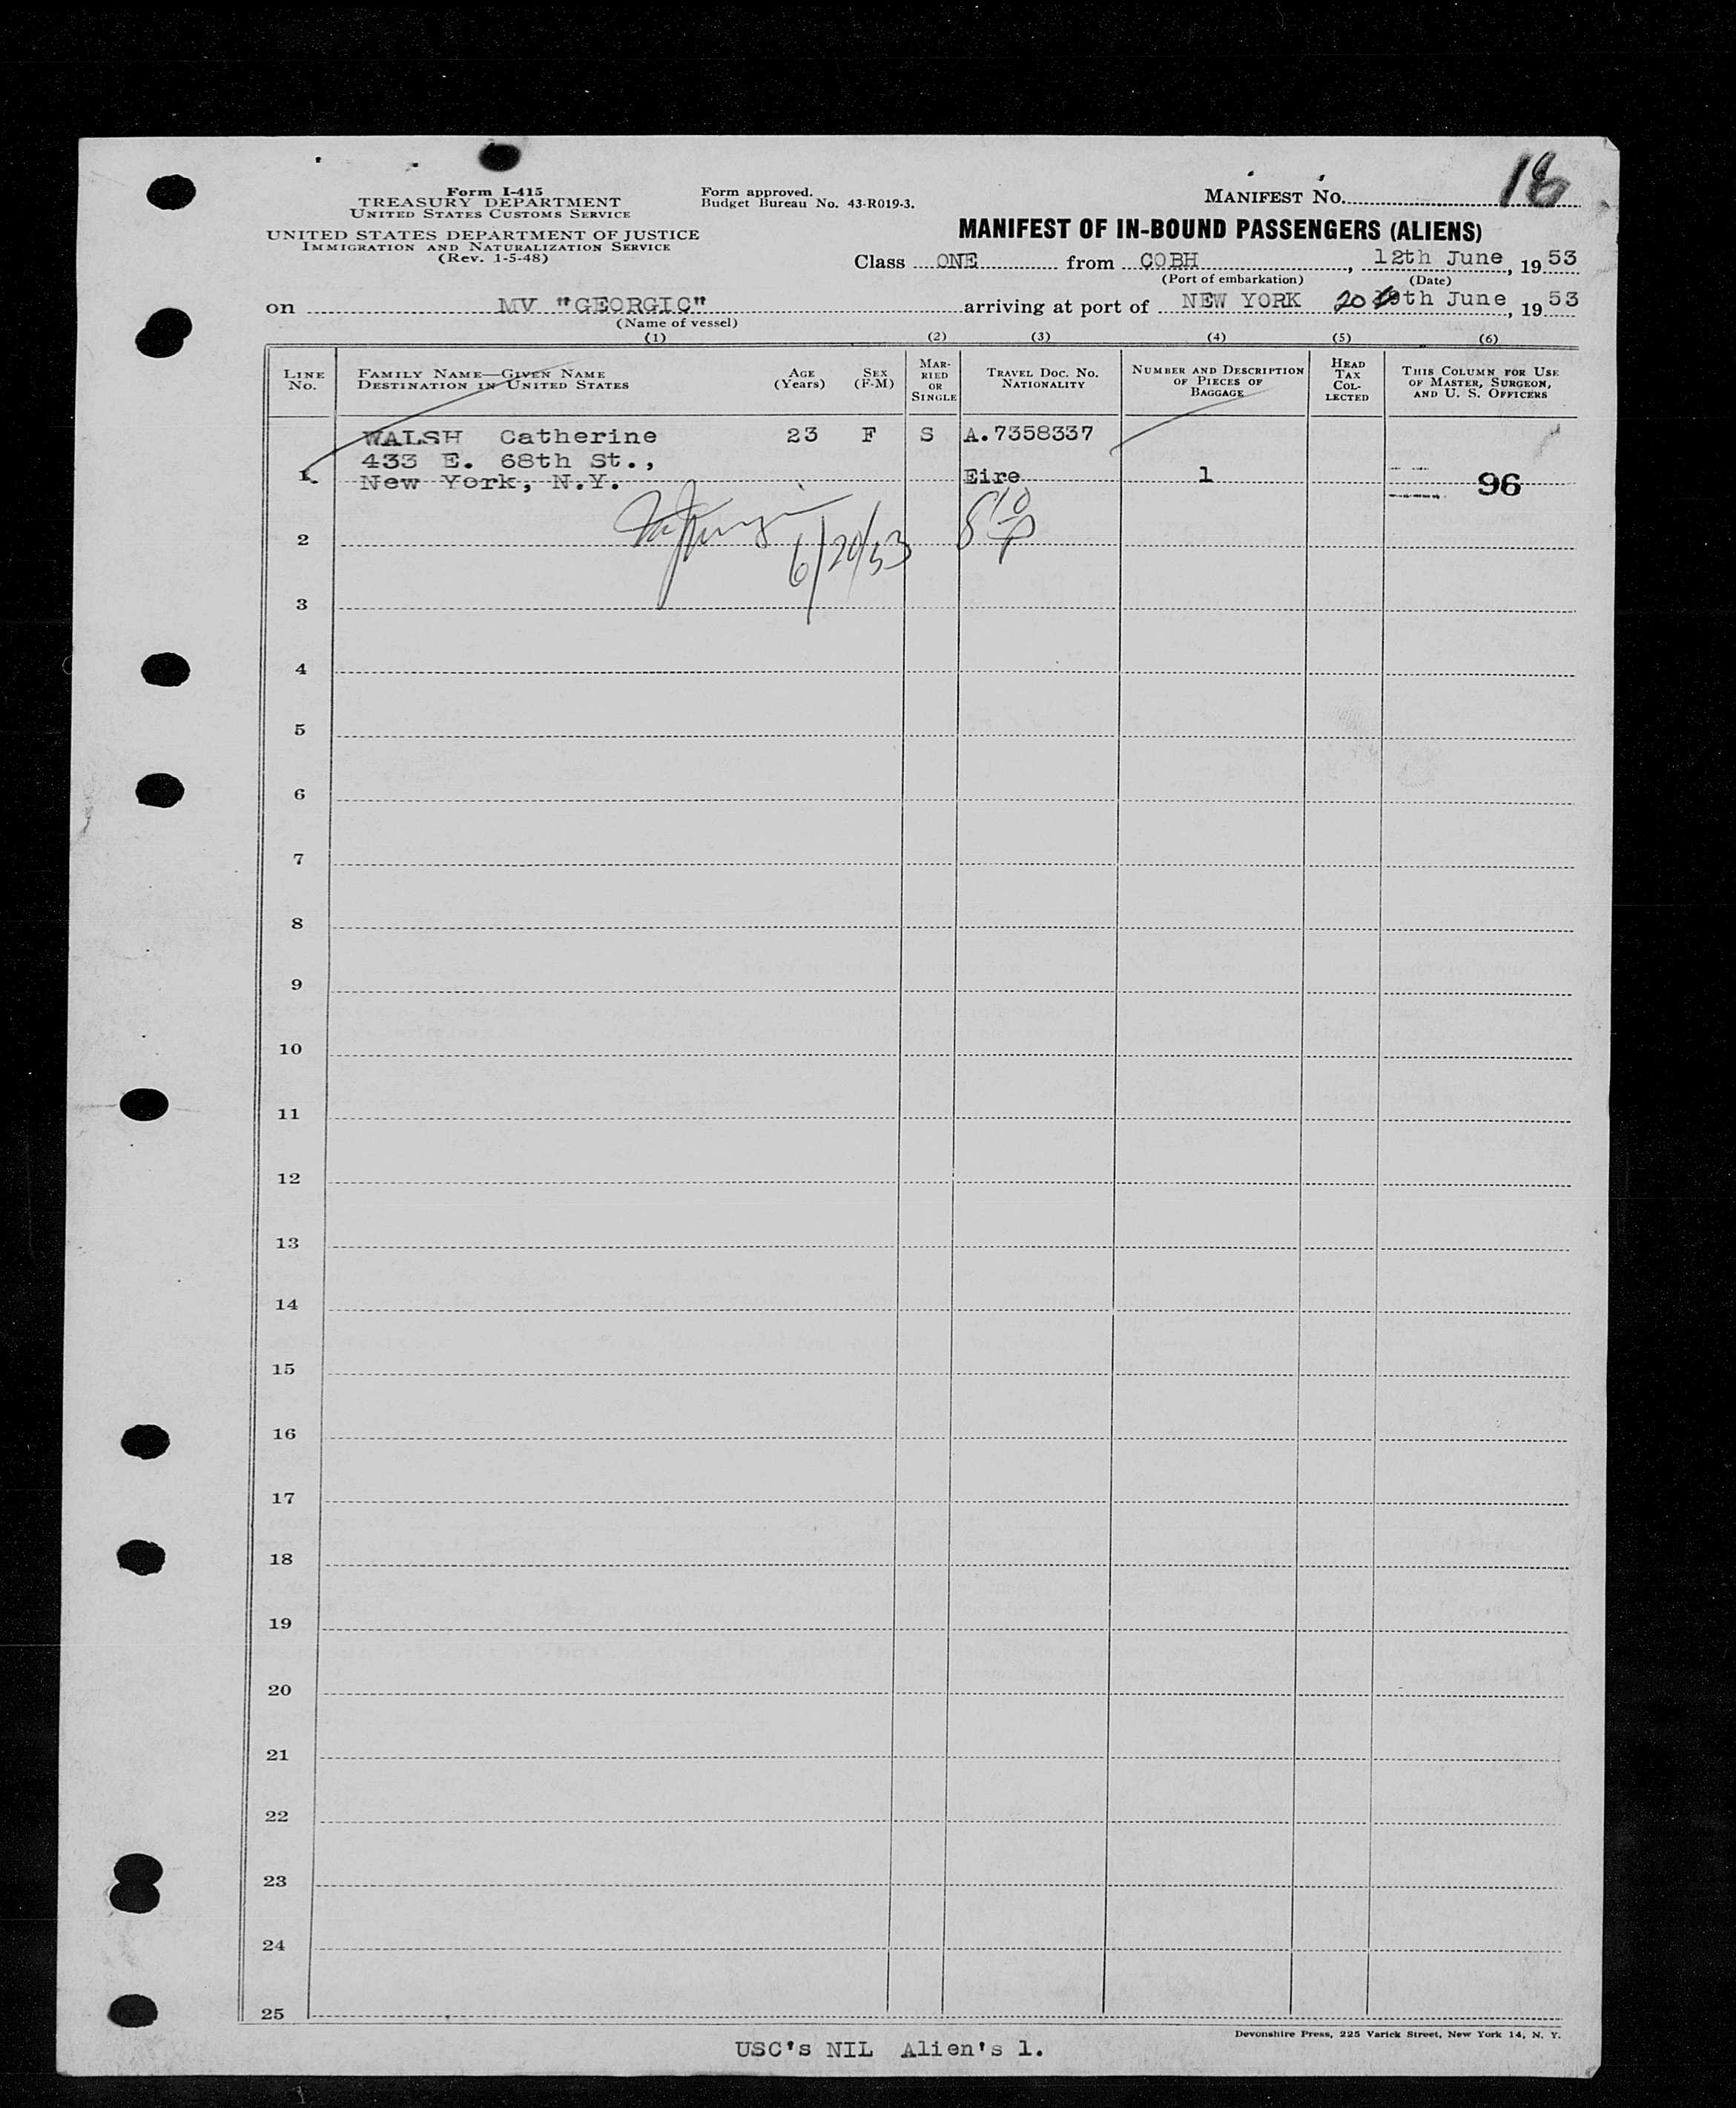 Form I-415
TREASURY DEPARTMENT
UNITED STATES CUSTOMS SERVICE
UNITED STATES DEPARTMENT OF JUSTICE
IMMIGRATION AND NATURALIZATION SERVICE
(Rev. 1-5-48)
Form approved.
Budget Bureau No. 43-R019-3.
MANIFEST No. 18
MANIFEST OF IN-BOUND PASSENGERS (ALIENS)
Class ONE from COBH, 12th June, 19 53
(Port of embarkation) (Date)
on MV "GEORGIC" arriving at port of NEW YORK 20 th June, 19 53
(Name of vessel)
(1) (2) (3) (4) (5) (6)
LINE No.
FAMILY NAME—GIVEN NAME
DESTINATION IN UNITED STATES
AGE (Years)
SEX (F-M)
MARRIED OR SINGLE
TRAVEL DOC. NO. NATIONALITY
NUMBER AND DESCRIPTION OF PIECES OF BAGGAGE
HEAD TAX COLLECTED
THIS COLUMN FOR USE OF MASTER, SURGEON, AND U. S. OFFICERS
WALSH Catherine 23 F S A.7358337
433 E. 68th St.,
1 New York, N.Y. Eire 1 96
6/20/53
2
3
4
5
6
7
8
9
10
11
12
13
14
15
16
17
18
19
20
21
22
23
24
25
Devonshire Press, 225 Varick Street, New York 14, N. Y.
USC's NIL Alien's 1.